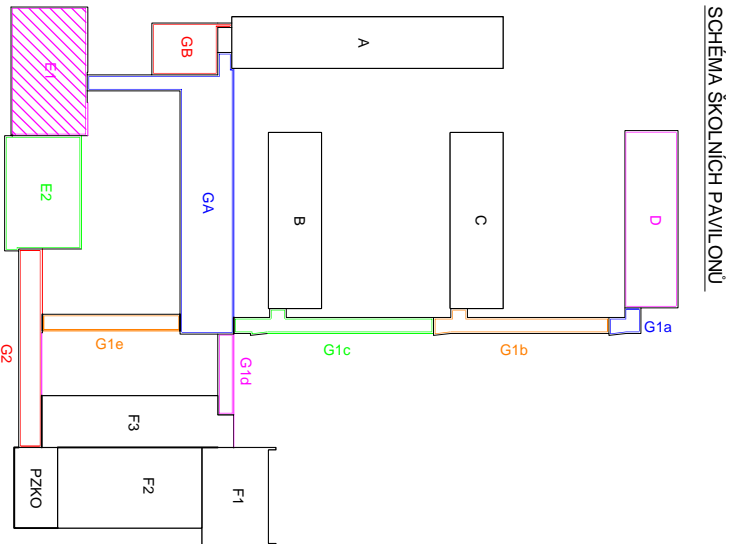 SCHÉMA ŠKOLNÍCH PAVILONŮ
A
GB
E1
E2
GA
B
C
D
G1a
G1b
G1c
G1e
G1d
G2
F3
F2
F1
PZKO